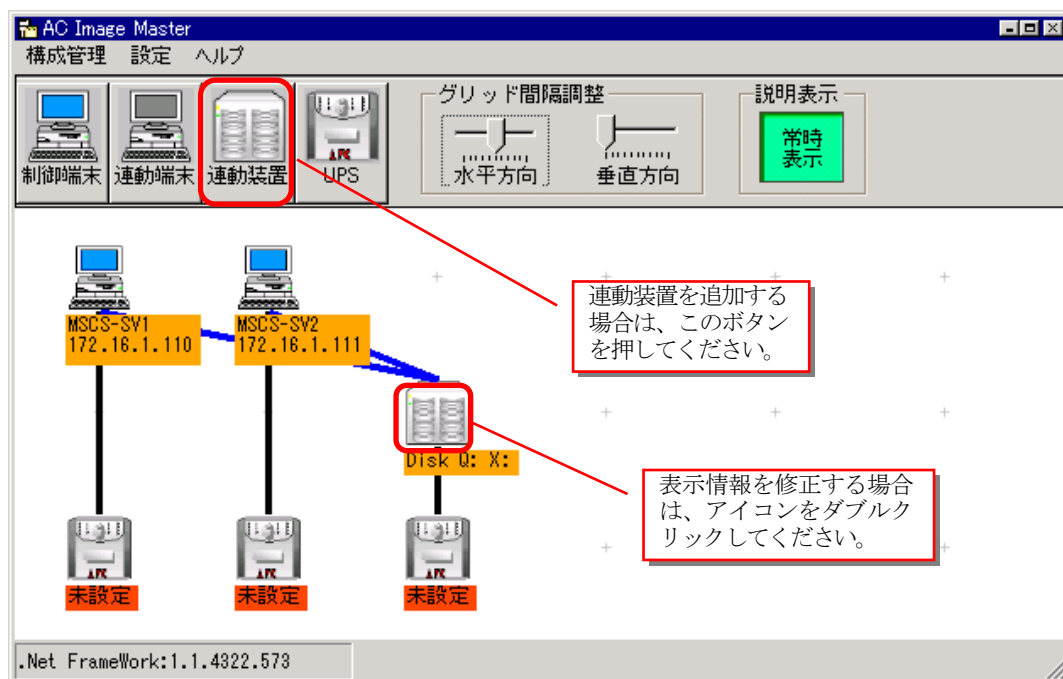 AC Image Master
構成管理 設定 ヘルプ
グリッド間隔調整
説明表示
常時
表示
制御端末 連動端末 連動装置 UPS
水平方向 垂直方向
連動装置を追加する
場合は、このボタン
を押してください。
MSCS-SV1
172.16.1.110
MSCS-SV2
172.16.1.111
Disk Q: X:
表示情報を修正する場合
は、アイコンをダブルク
リックしてください。
APC
APC
APC
APC
未設定 未設定 未設定
.Net FrameWork:1.1.4322.573